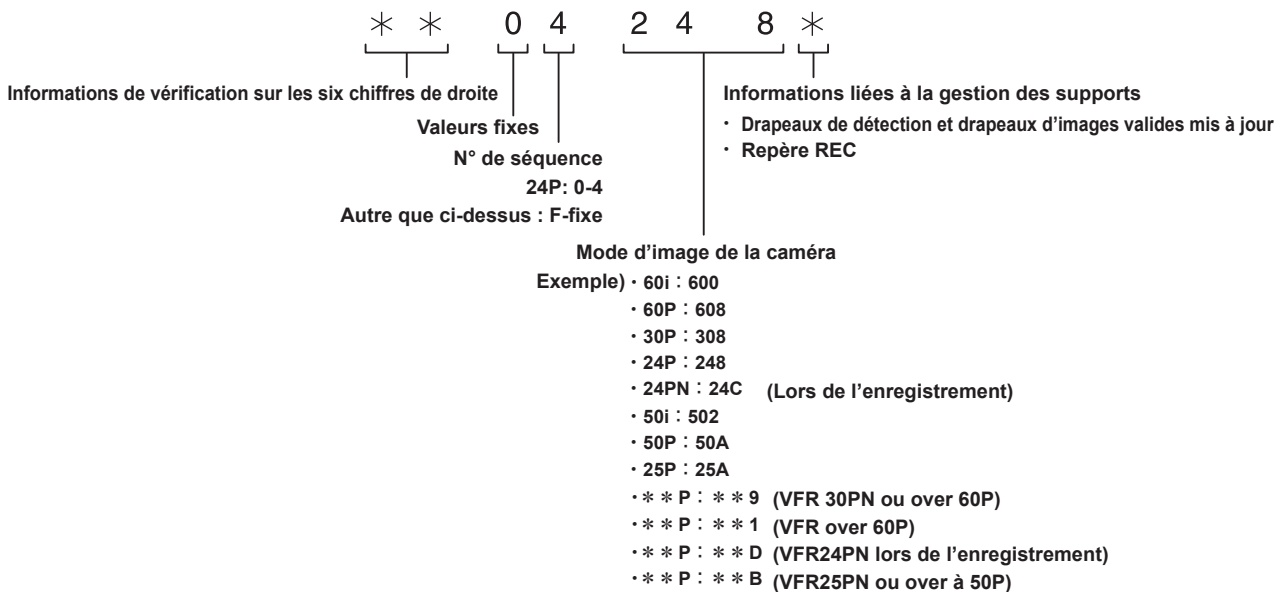 ＊ ＊ 0 4 2 4 8 ＊
Informations de vérification sur les six chiffres de droite
Valeurs fixes
N° de séquence
24P: 0-4
Autre que ci-dessus : F-fixe
Informations liées à la gestion des supports
・ Drapeaux de détection et drapeaux d’images valides mis à jour
・ Repère REC
Mode d’image de la caméra
Exemple)・60i：600
・60P：608
・30P：308
・24P：248
・24PN：24C (Lors de l’enregistrement)
・50i：502
・50P：50A
・25P：25A
・＊＊P：＊＊9 (VFR 30PN ou over 60P)
・＊＊P：＊＊1 (VFR over 60P)
・＊＊P：＊＊D (VFR24PN lors de l’enregistrement)
・＊＊P：＊＊B (VFR25PN ou over à 50P)